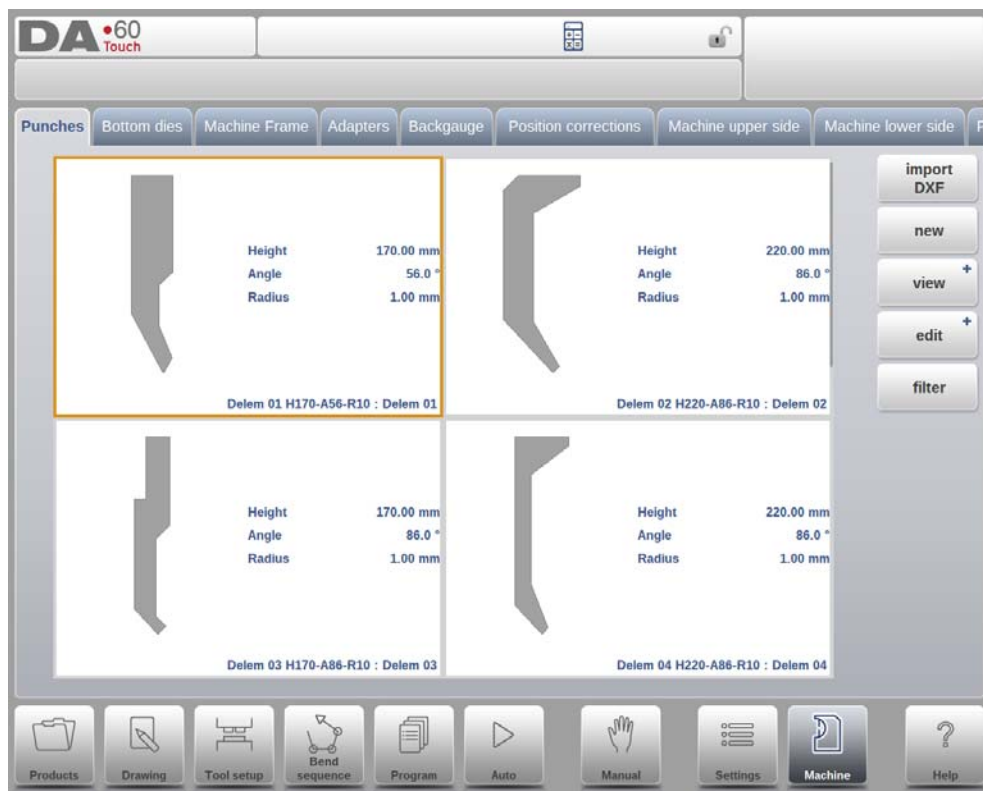 DA •60
Touch
Punches Bottom dies Machine Frame Adapters Backgauge Position corrections Machine upper side Machine lower side
Height 170.00 mm
Angle 56.0 °
Radius 1.00 mm
Delem 01 H170-A56-R10 : Delem 01
Height 220.00 mm
Angle 86.0 °
Radius 1.00 mm
Delem 02 H220-A86-R10 : Delem 02
Height 170.00 mm
Angle 86.0 °
Radius 1.00 mm
Delem 03 H170-A86-R10 : Delem 03
Height 220.00 mm
Angle 86.0 °
Radius 1.00 mm
Delem 04 H220-A86-R10 : Delem 04
import
DXF
new
view +
edit +
filter
Products Drawing Tool setup Bend
sequence Program Auto Manual Settings Machine Help